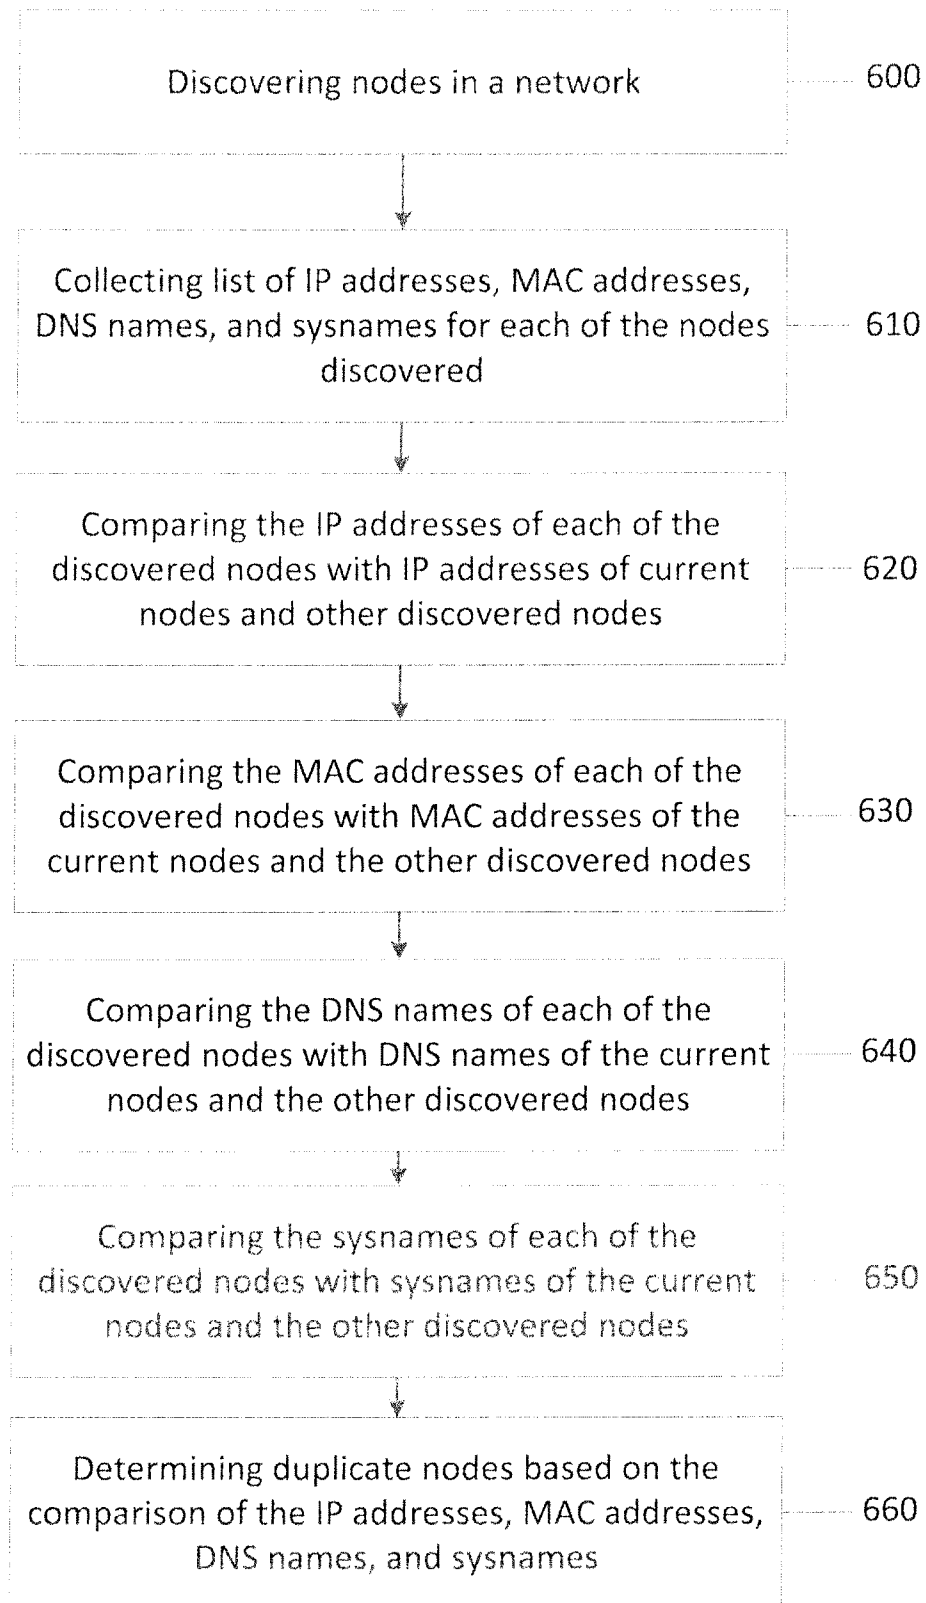 Discovering nodes in a network
600
Collecting list of IP addresses, MAC addresses,
DNS names, and sysnames for each of the nodes
discovered
610
Comparing the IP addresses of each of the
discovered nodes with IP addresses of current
nodes and other discovered nodes
620
Comparing the MAC addresses of each of the
discovered nodes with MAC addresses of the
current nodes and the other discovered nodes
630
Comparing the DNS names of each of the
discovered nodes with DNS names of the current
nodes and the other discovered nodes
640
Comparing the sysnames of each of the
discovered nodes with sysnames of the current
nodes and the other discovered nodes
650
Determining duplicate nodes based on the
comparison of the IP addresses, MAC addresses,
DNS names, and sysnames
660